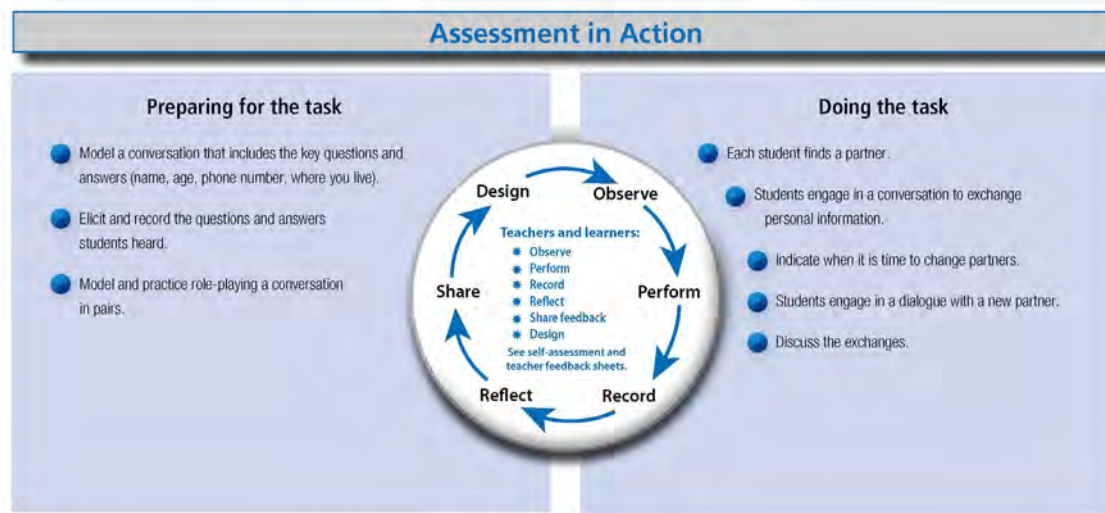 Assessment in Action
Preparing for the task
Model a conversation that includes the key questions and
answers (name, age, phone number, where you live).
Elicit and record the questions and answers
students heard.
Model and practice role-playing a conversation
in pairs.
Design
Observe
Perform
Record
Reflect
Share
Teachers and learners:
Observe
Perform
Record
Reflect
Share feedback
Design
See self-assessment and
teacher feedback sheets.
Doing the task
Each student finds a partner.
Students engage in a conversation to exchange
personal information.
Indicate when it is time to change partners.
Students engage in a dialogue with a new partner.
Discuss the exchanges.